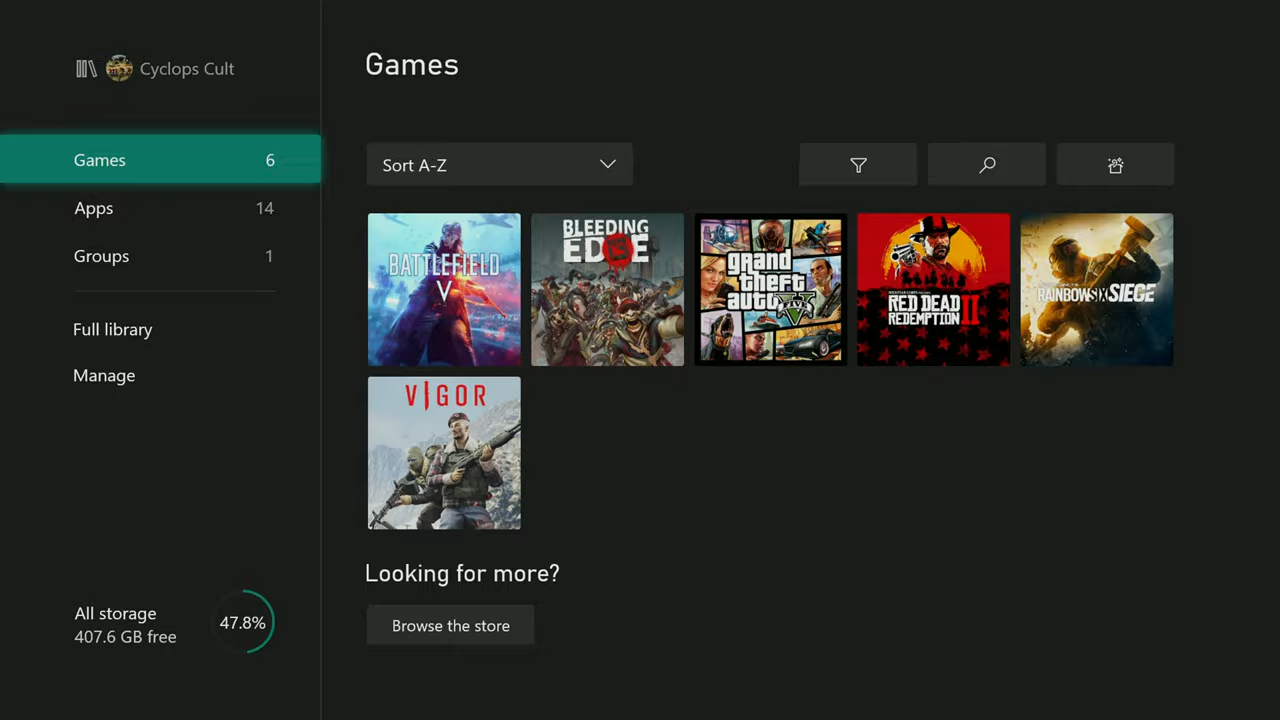 Cyclops Cult
Games 6
Apps 14
Groups 1
Full library
Manage
All storage
407.6 GB free
47.8%
Games
Sort A-Z
BATTLEFIELD
V
BLEEDING
EDGE
grand
theft
auto V
FIVE
RED DEAD
REDEMPTION II
RAINBOW SIX SIEGE
VIGOR
Looking for more?
Browse the store